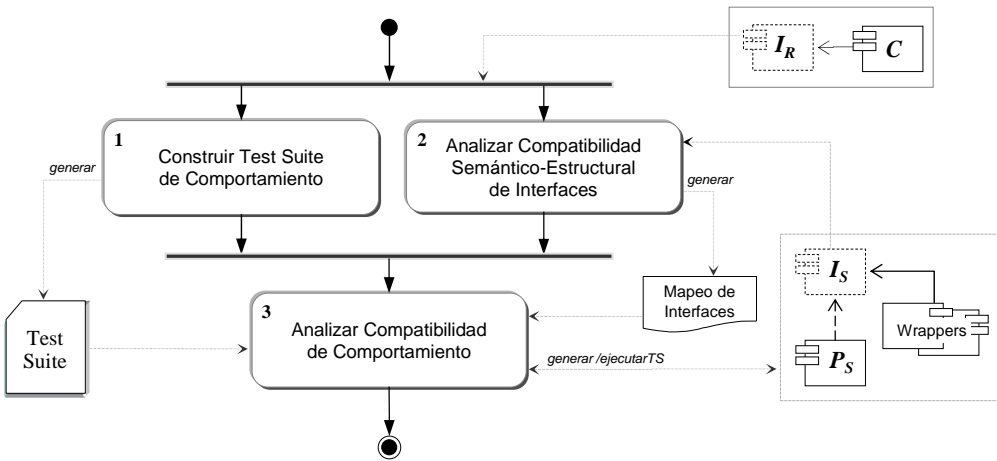 I_R
C
1
Construir Test Suite
de Comportamiento
2
Analizar Compatibilidad
Semántico-Estructural
de Interfaces
generar
generar
I_S
Wrappers
P_S
Mapeo de
Interfaces
3
Analizar Compatibilidad
de Comportamiento
Test
Suite
generar /ejecutarTS